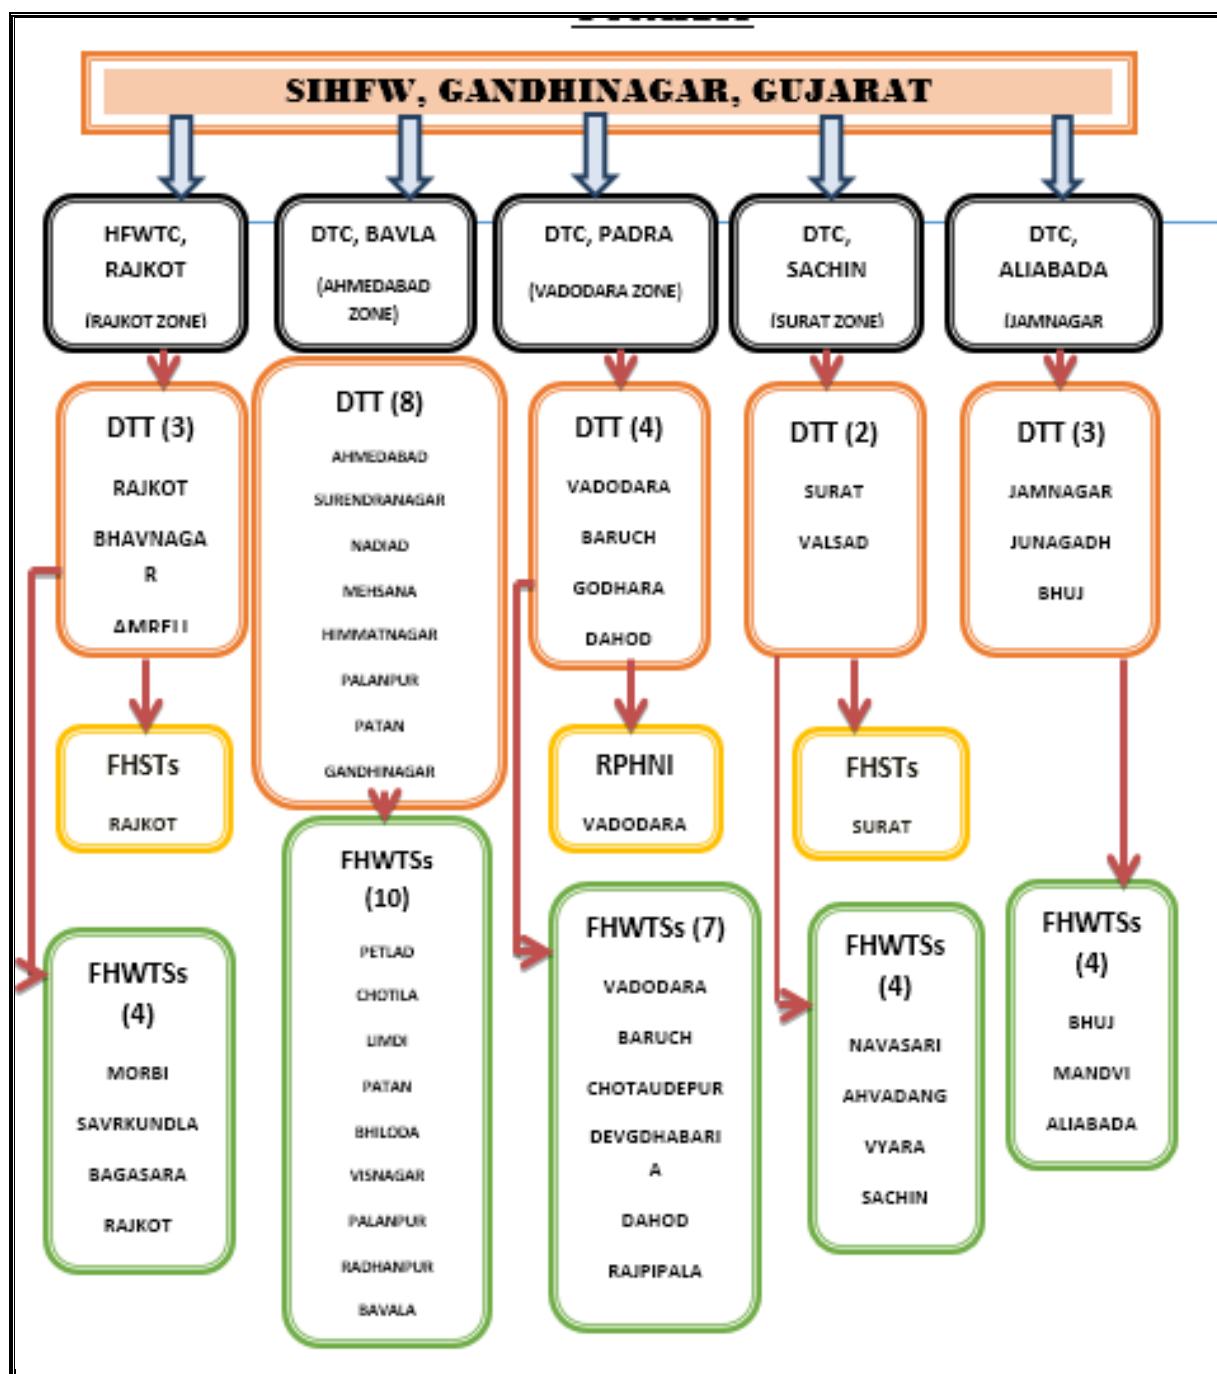 SIHFW, GANDHINAGAR, GUJARAT
HFWTC,
RAJKOT
(RAJKOT ZONE)
DTC, BAVLA
(AHMEDABAD
ZONE)
DTC, PADRA
(VADODARA ZONE)
DTC,
SACHIN
(SURAT ZONE)
DTC,
ALIABADA
(JAMNAGAR
DTT (3)
RAJKOT
BHAVNAGA
R
AMRELI
DTT (8)
AHMEDABAD
SURENDRANAGAR
NADIAD
MEHSANA
HIMMATNAGAR
PALANPUR
PATAN
GANDHINAGAR
DTT (4)
VADODARA
BARUCH
GODHARA
DAHOD
DTT (2)
SURAT
VALSAD
DTT (3)
JAMNAGAR
JUNAGADH
BHUJ
FHSTs
RAJKOT
RPHNI
VADODARA
FHSTs
SURAT
FHWTSs
(4)
MORBI
SAVRKUNDLA
BAGASARA
RAJKOT
FHWTSs
(10)
PETLAD
CHOTILA
LIMDI
PATAN
BHILODA
VISNAGAR
PALANPUR
RADHANPUR
BAVALA
FHWTSs (7)
VADODARA
BARUCH
CHOTAUDEPUR
DEVGDHABARI
A
DAHOD
RAJPIPALA
FHWTSs
(4)
NAVASARI
AHVADANG
VYARA
SACHIN
FHWTSs
(4)
BHUJ
MANDVI
ALIABADA